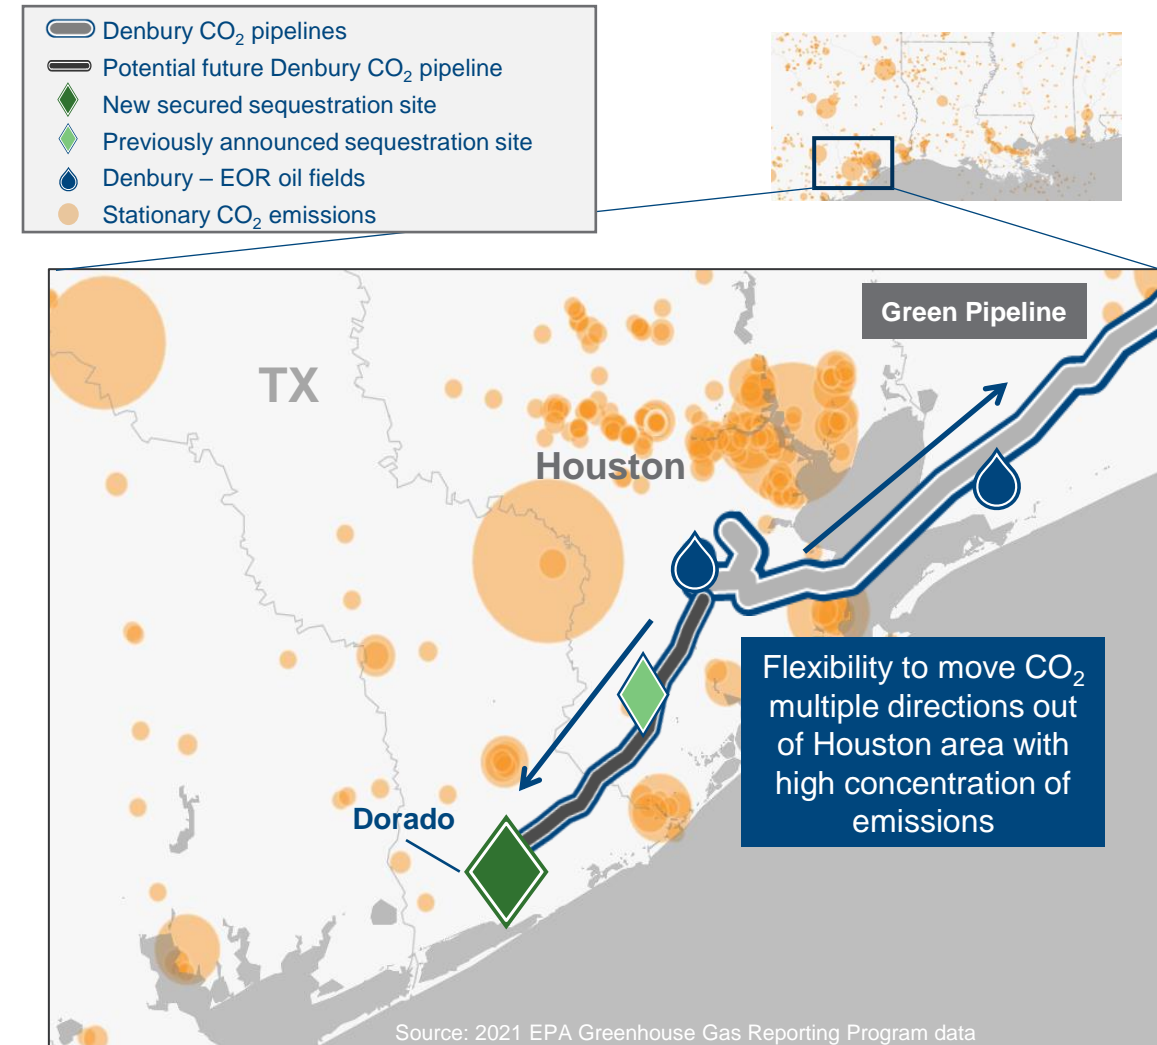 Denbury CO₂ pipelines
Potential future Denbury CO₂ pipeline
New secured sequestration site
Previously announced sequestration site
Denbury – EOR oil fields
Stationary CO₂ emissions
Green Pipeline
TX
Houston
Flexibility to move CO₂
multiple directions out
of Houston area with
high concentration of
emissions
Dorado
Source: 2021 EPA Greenhouse Gas Reporting Program data